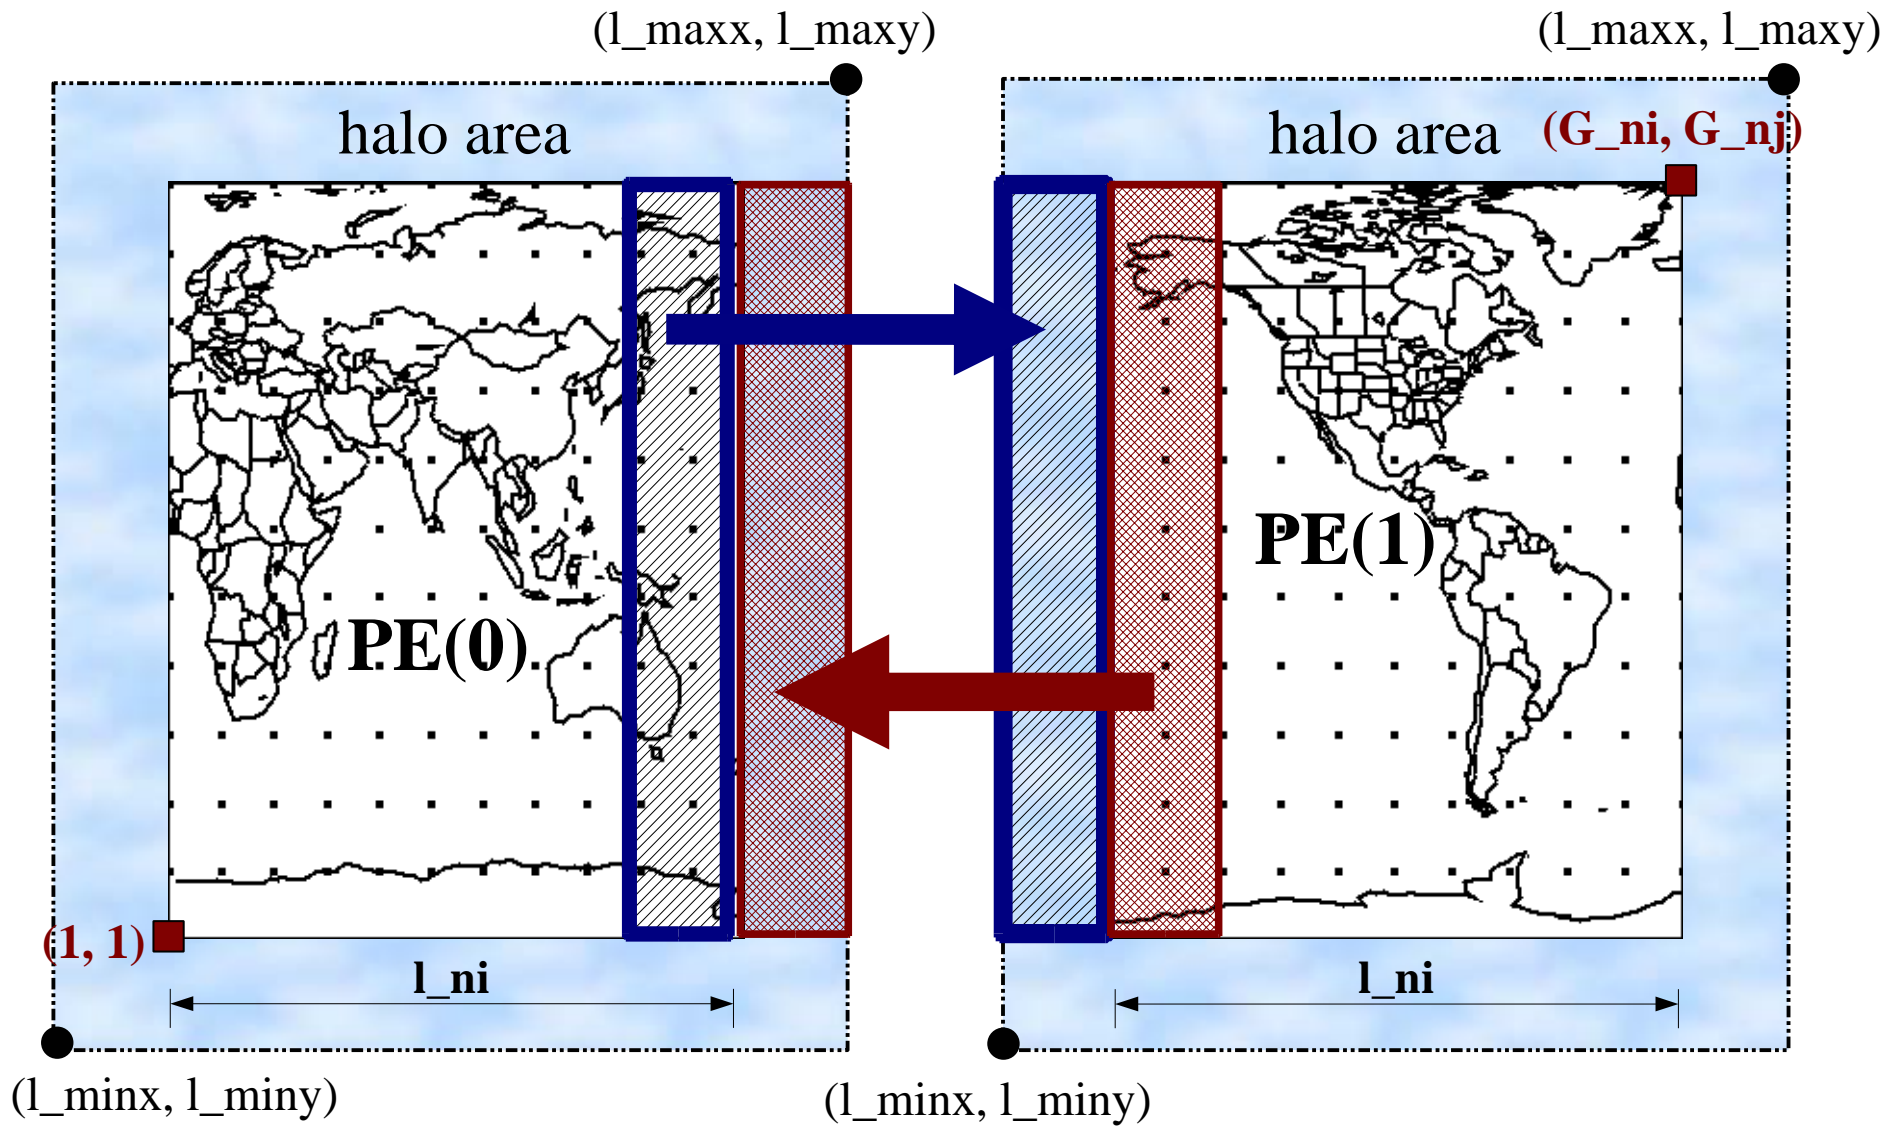 (l_maxx, l_maxy)
(l_maxx, l_maxy)
halo area
halo area
(G_ni, G_nj)
PE(1)
PE(0)
(1, 1)
l_ni
l_ni
(l_minx, l_miny)
(l_minx, l_miny)